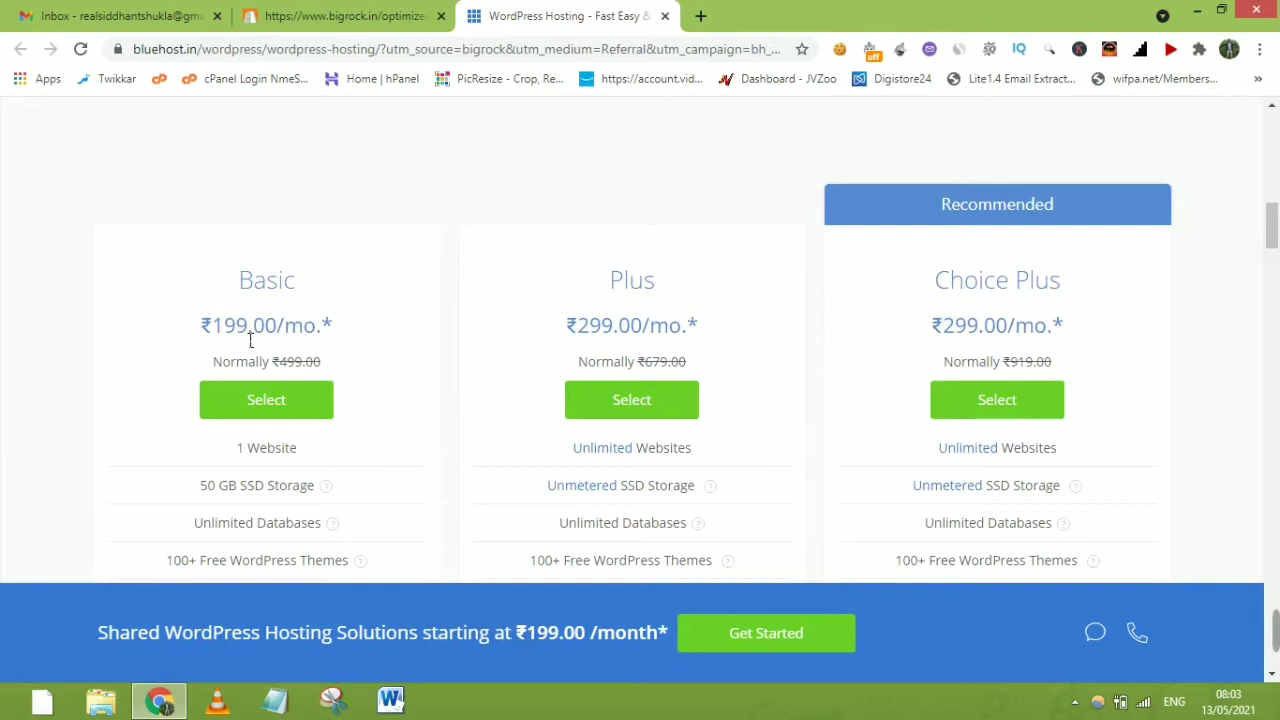 Inbox - realsiddantshukla@gma
https://www.bigrock.in/optimize
WordPress Hosting - Fast Easy &
bluehost.in/wordpress/wordpress-hosting/?utm_source=bigrock&utm_medium=Referral&utm_campaign=bh_...
off
IQ
K
Apps
Twikkar
cPanel Login NtreS...
Home | hPanel
PicResize - Crop, Re...
https://account.vid...
Dashboard - JVZoo
Digistore24
Lite1.4 Email Extract...
wifpanet/Members...
»
Recommended
Basic
Plus
Choice Plus
₹199.00/mo.*
₹299.00/mo.*
₹299.00/mo.*
Normally ₹499.00
Normally ₹679.00
Normally ₹919.00
Select
Select
Select
1 Website
Unlimited Websites
Unlimited Websites
50 GB SSD Storage ?
Unmetered SSD Storage ?
Unmetered SSD Storage ?
Unlimited Databases ?
Unlimited Databases ?
Unlimited Databases ?
100+ Free WordPress Themes ?
100+ Free WordPress Themes ?
100+ Free WordPress Themes ?
Shared WordPress Hosting Solutions starting at ₹199.00 /month*
Get Started
W
ENG
08:03
13/05/2021